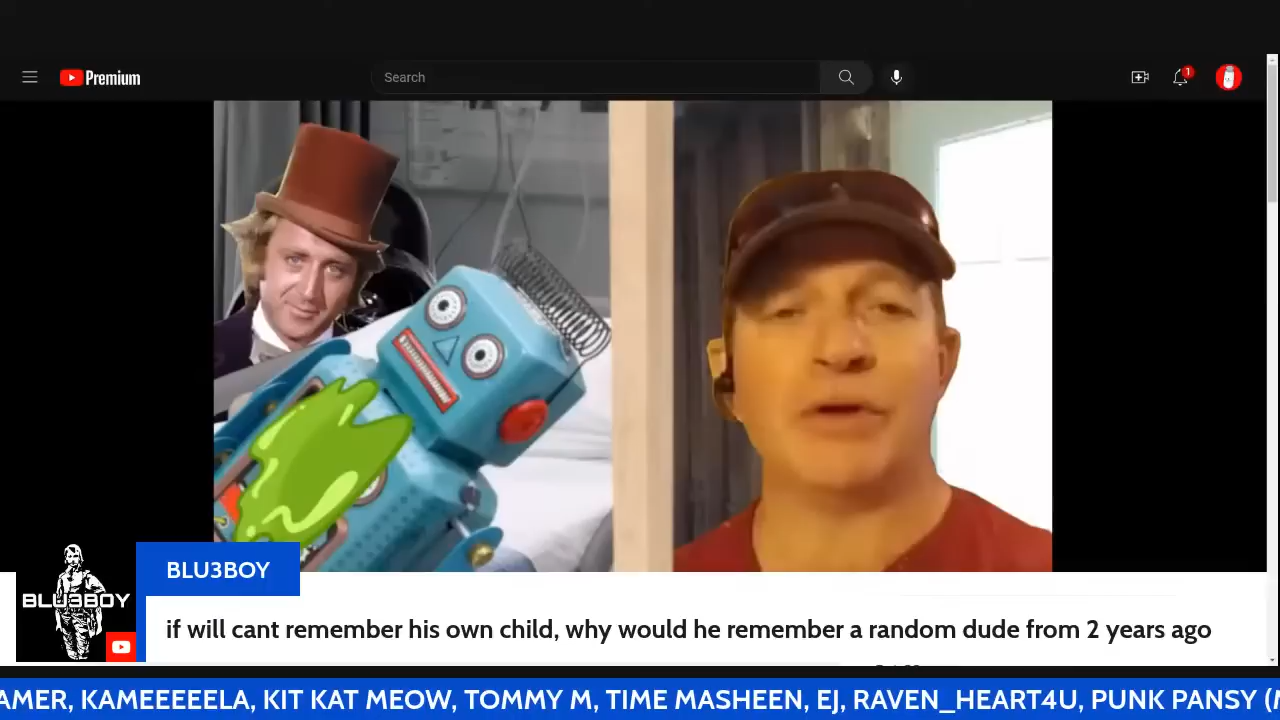 Premium
Search
1
BLU3BOY
BLU3BOY
if will cant remember his own child, why would he remember a random dude from 2 years ago
AMER, KAMEEEEELA, KIT KAT MEOW, TOMMY M, TIME MASHEEN, EJ, RAVEN_HEART4U, PUNK PANSY (